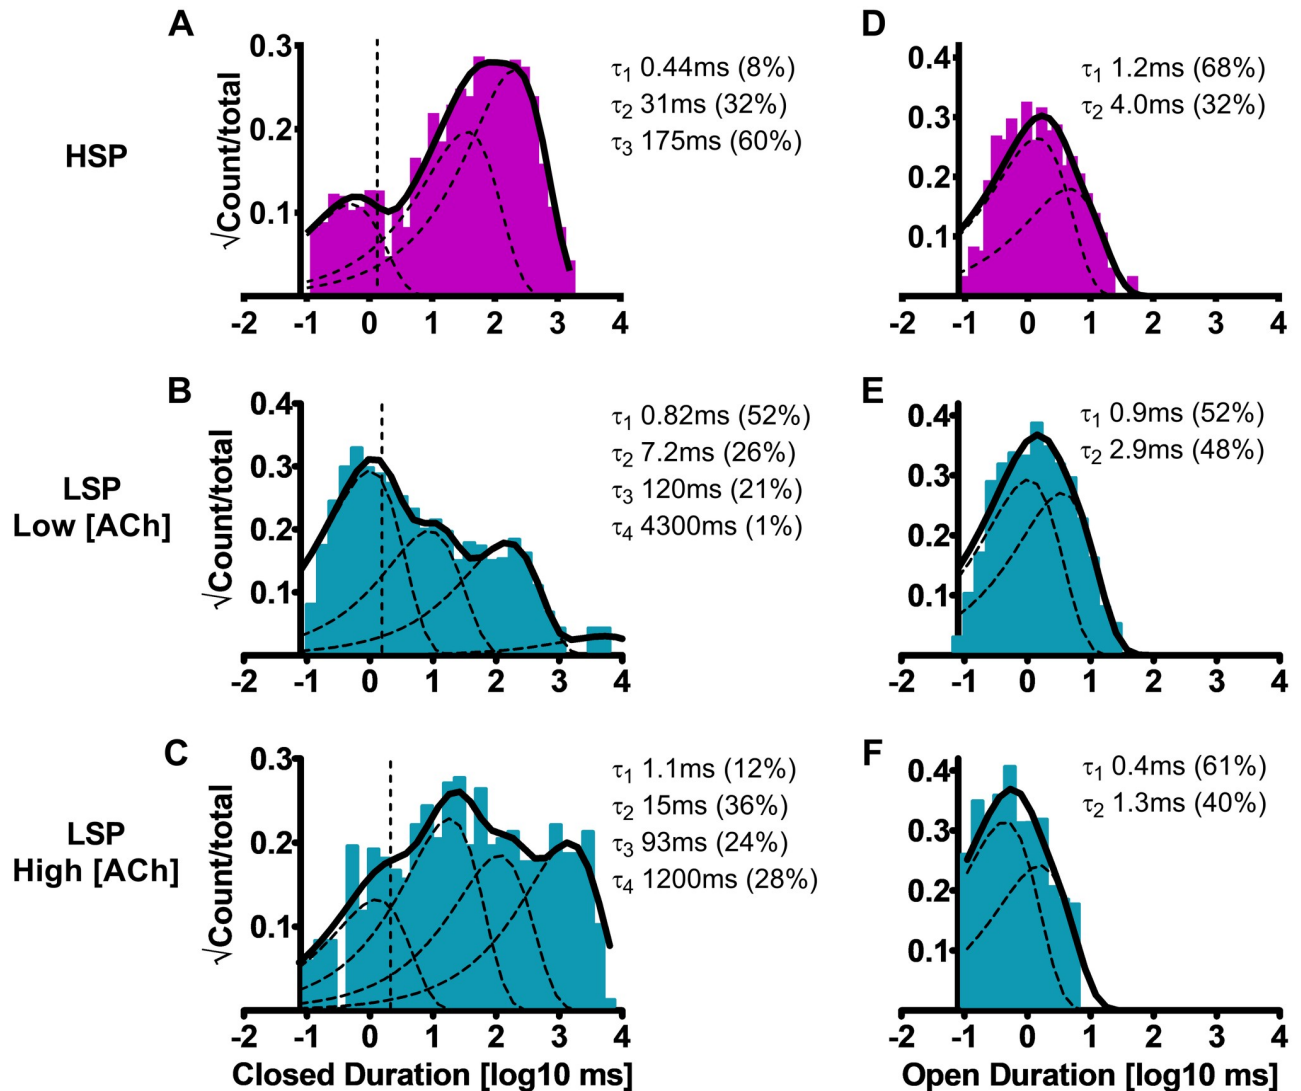 A
HSP
√Count/total
0.3
0.2
0.1
-2 -1 0 1 2 3 4
τ1 0.44ms (8%)
τ2 31ms (32%)
τ3 175ms (60%)
D
0.4
0.3
0.2
0.1
-2 -1 0 1 2 3 4
τ1 1.2ms (68%)
τ2 4.0ms (32%)
B
LSP
Low [ACh]
√Count/total
0.4
0.3
0.2
0.1
-2 -1 0 1 2 3 4
τ1 0.82ms (52%)
τ2 7.2ms (26%)
τ3 120ms (21%)
τ4 4300ms (1%)
E
0.4
0.3
0.2
0.1
-2 -1 0 1 2 3 4
τ1 0.9ms (52%)
τ2 2.9ms (48%)
C
LSP
High [ACh]
√Count/total
0.3
0.2
0.1
-2 -1 0 1 2 3 4
Closed Duration [log10 ms]
τ1 1.1ms (12%)
τ2 15ms (36%)
τ3 93ms (24%)
τ4 1200ms (28%)
F
0.4
0.3
0.2
0.1
-2 -1 0 1 2 3 4
Open Duration [log10 ms]
τ1 0.4ms (61%)
τ2 1.3ms (40%)